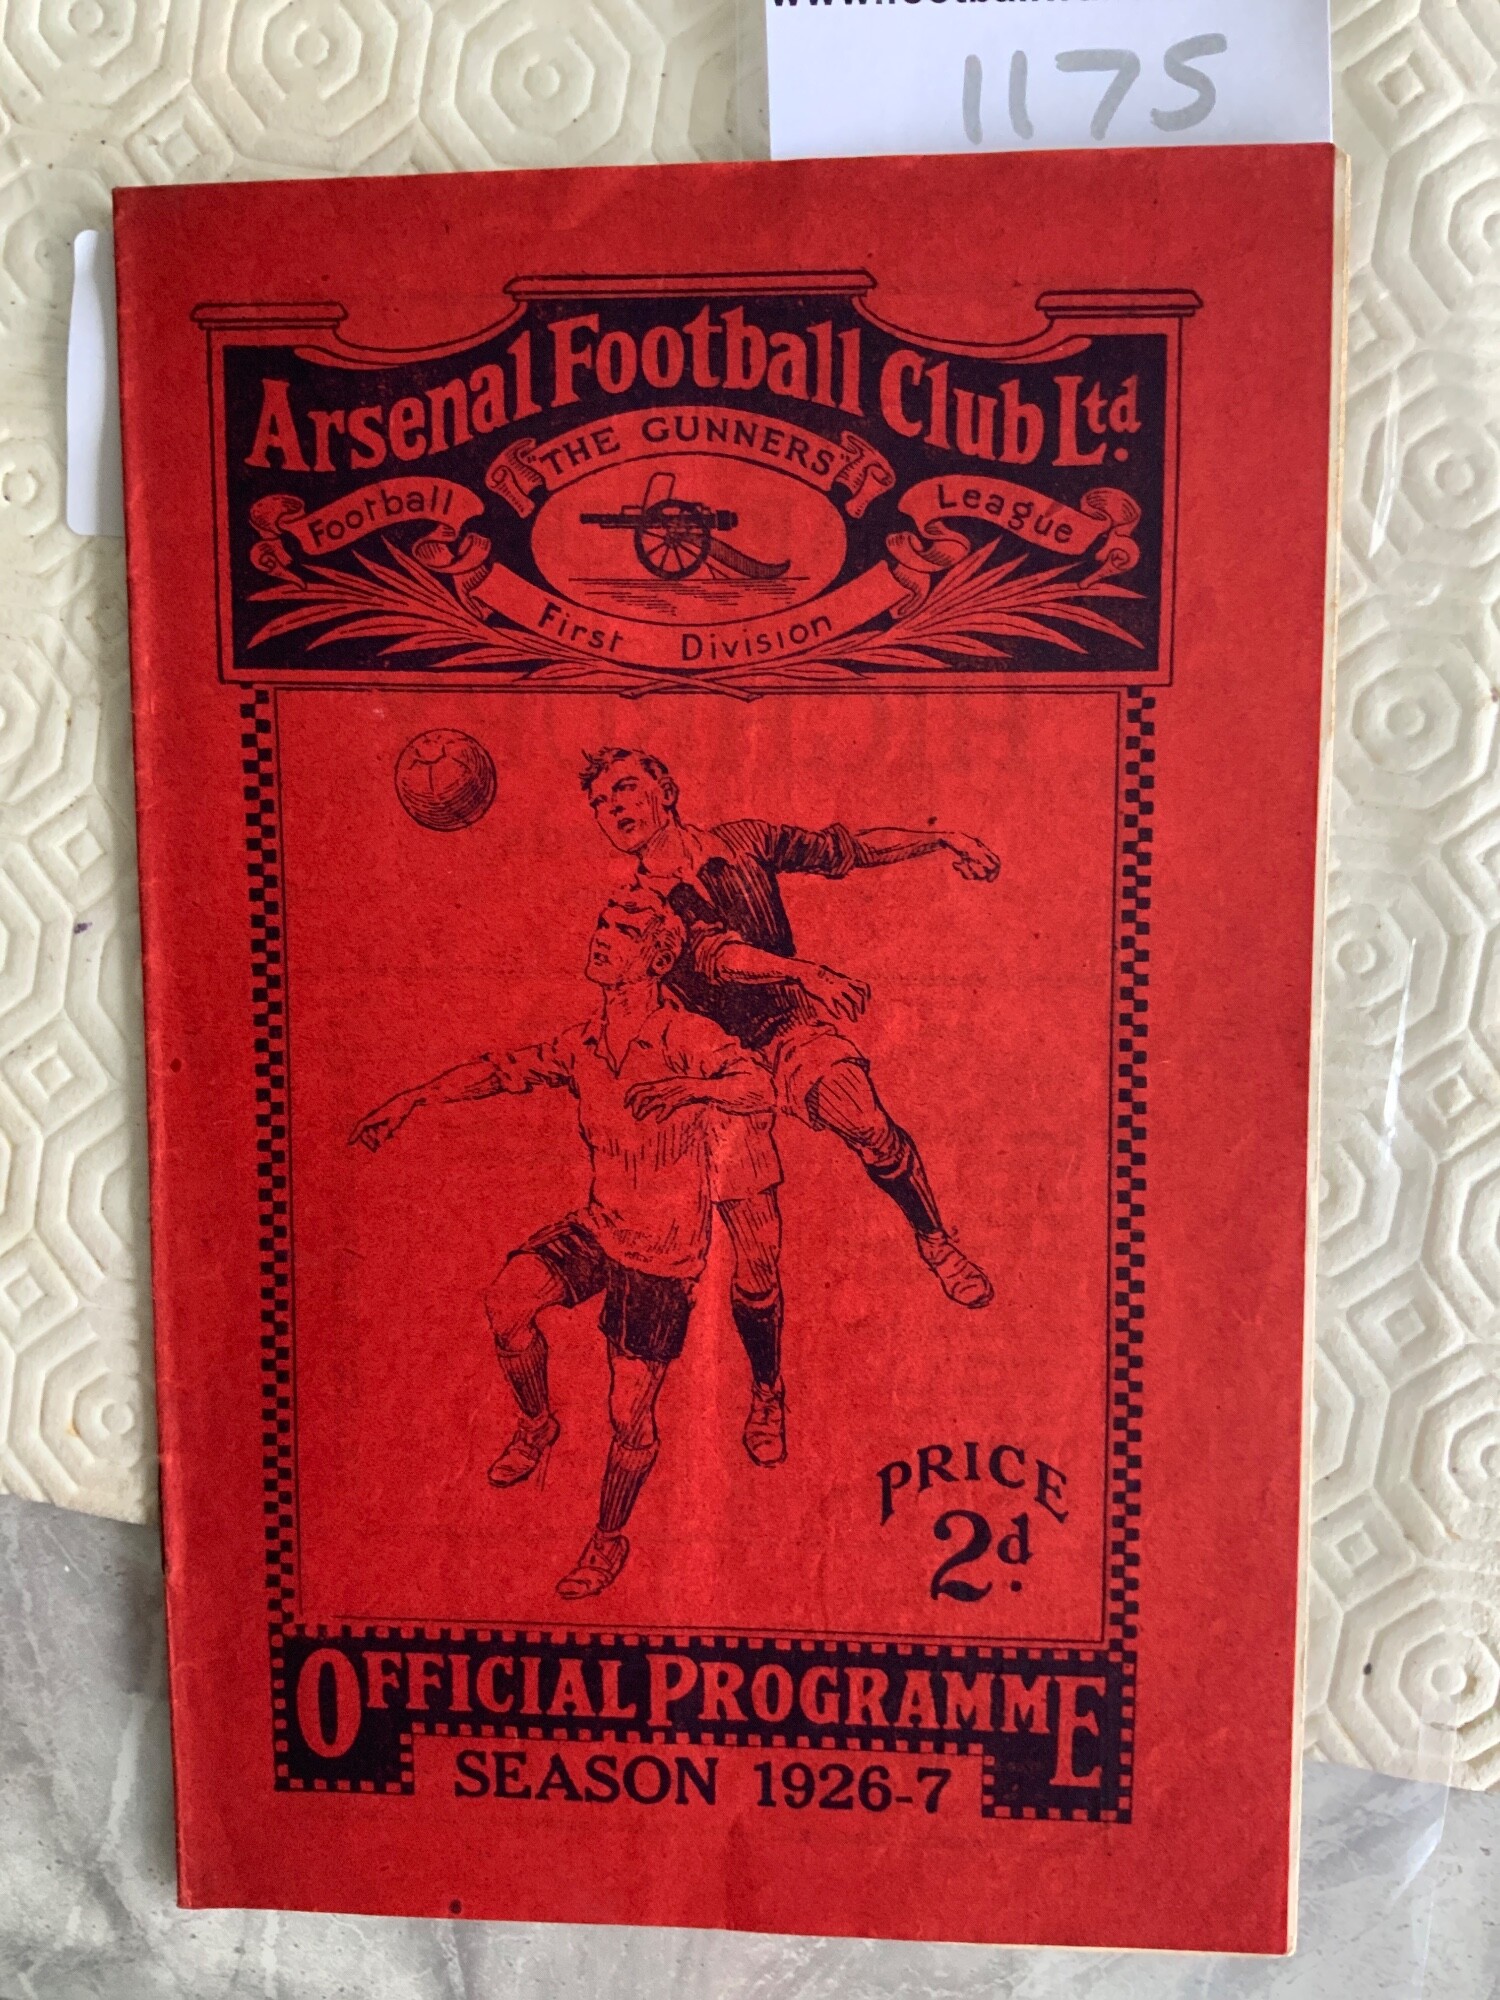 1175
Arsenal Football Club Ltd.
"THE GUNNERS"
Football League
First Division
PRICE
2d.
OFFICIAL PROGRAMME
SEASON 1926-7